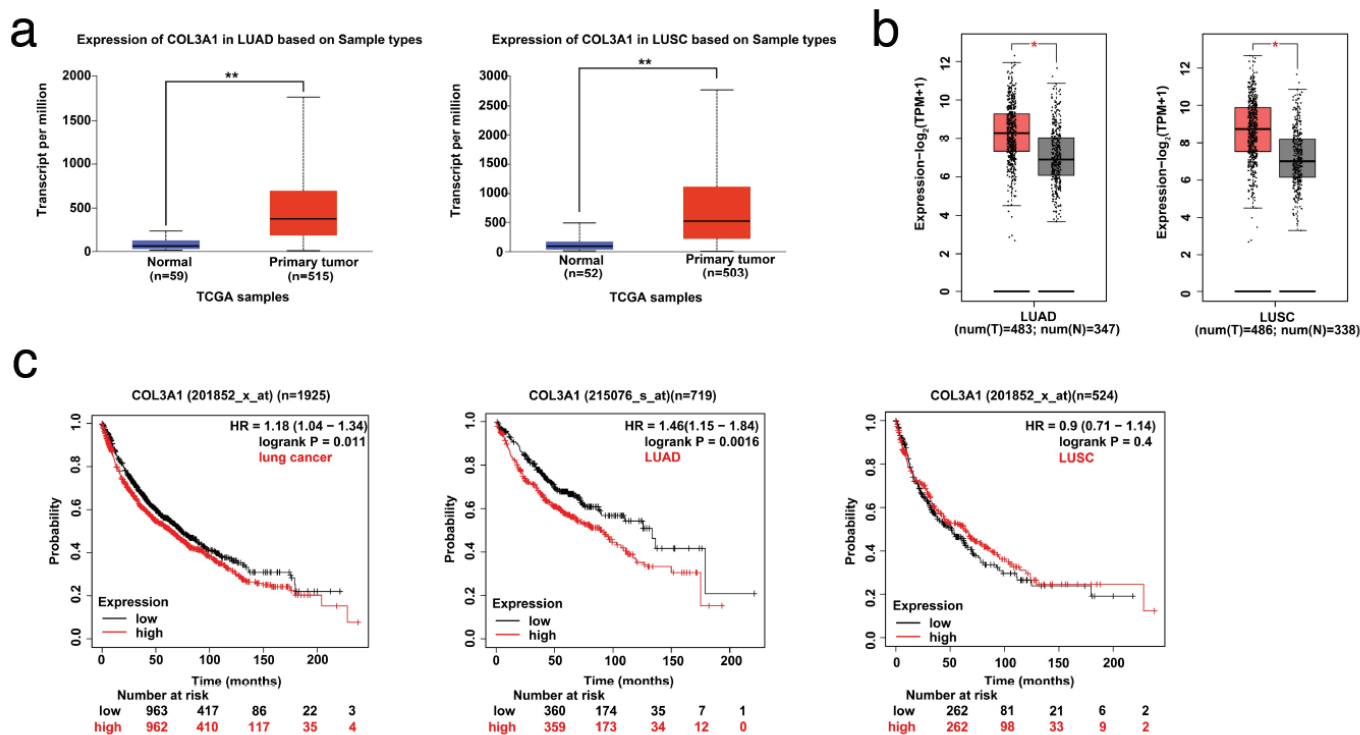 a
Expression of COL3A1 in LUAD based on Sample types
Transcript per million
2000
1500
1000
500
0
**
Normal
(n=59)
Primary tumor
(n=515)
TCGA samples
Expression of COL3A1 in LUSC based on Sample types
Transcript per million
3000
2500
2000
1500
1000
500
0
**
Normal
(n=52)
Primary tumor
(n=503)
TCGA samples
b
Expression−log2(TPM+1)
12
10
8
6
4
2
0
*
LUAD
(num(T)=483; num(N)=347)
Expression−log2(TPM+1)
12
10
8
6
4
2
0
*
LUSC
(num(T)=486; num(N)=338)
c
COL3A1 (201852_x_at) (n=1925)
HR = 1.18 (1.04 − 1.34)
logrank P = 0.011
lung cancer
Probability
1.0
0.8
0.6
0.4
0.2
0.0
Expression
low
high
0 50 100 150 200
Time (months)
Number at risk
low 963 417 86 22 3
high 962 410 117 35 4
COL3A1 (215076_s_at)(n=719)
HR = 1.46(1.15 − 1.84)
logrank P = 0.0016
LUAD
Probability
1.0
0.8
0.6
0.4
0.2
0.0
Expression
low
high
0 50 100 150 200
Time (months)
Number at risk
low 360 174 35 7 1
high 359 173 34 12 0
COL3A1 (201852_x_at)(n=524)
HR = 0.9 (0.71 − 1.14)
logrank P = 0.4
LUSC
Probability
1.0
0.8
0.6
0.4
0.2
0.0
Expression
low
high
0 50 100 150 200
Time (months)
Number at risk
low 262 81 21 6 2
high 262 98 33 9 2